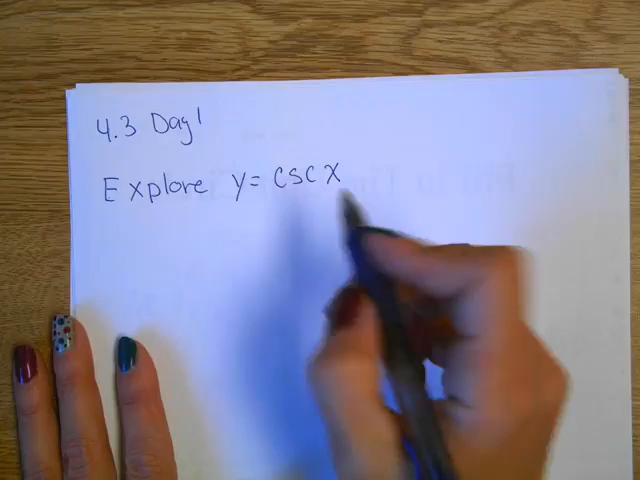 4.3 Day 1
Explore y = csc x